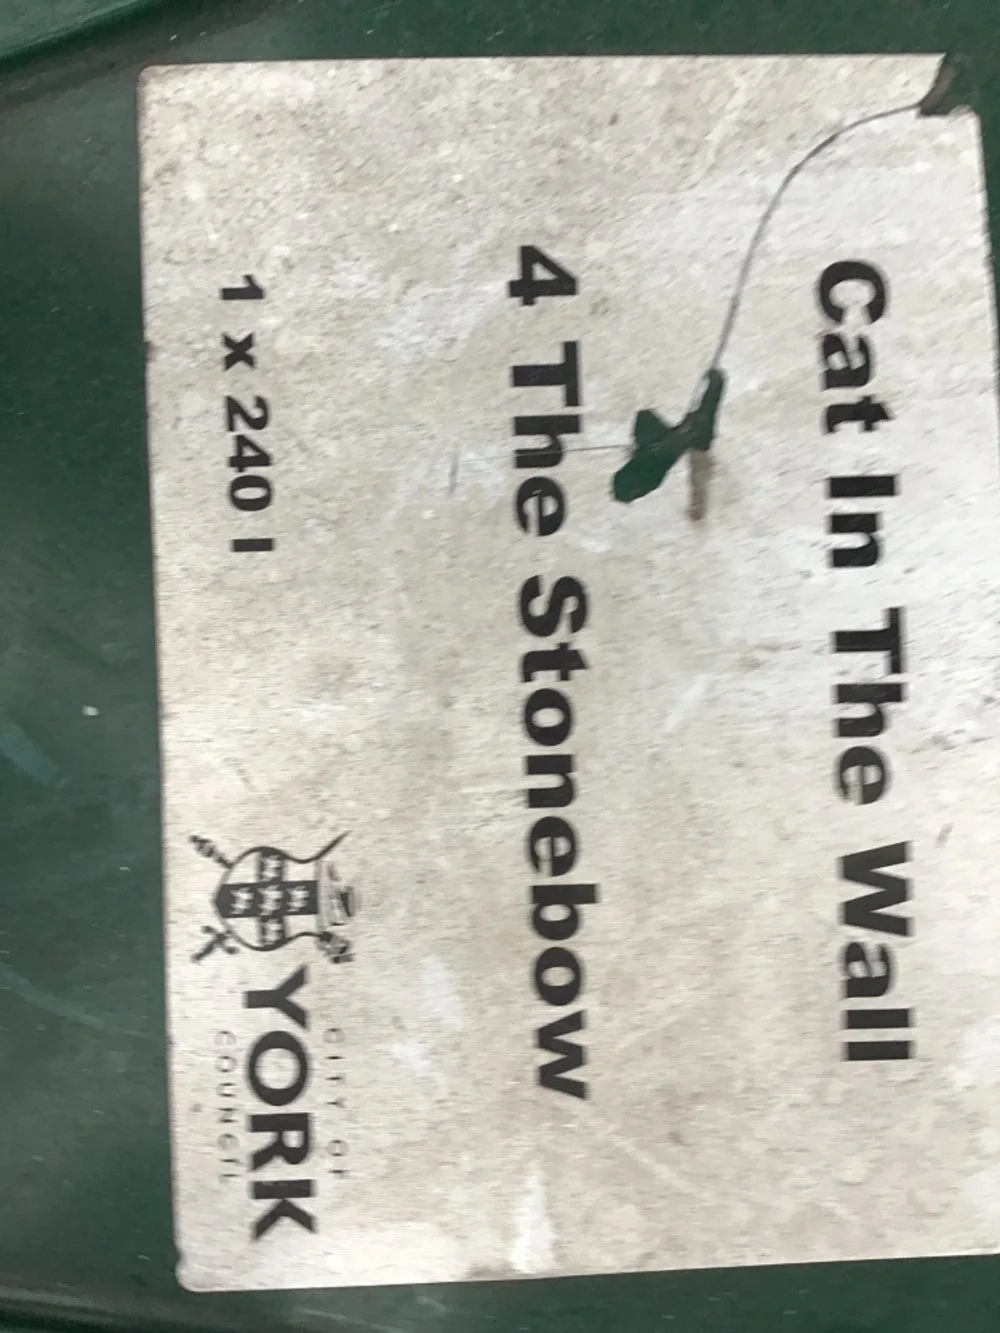 Cat In The Wall
4 The Stonebow
1 x 240 l
CITY OF
YORK
COUNCIL